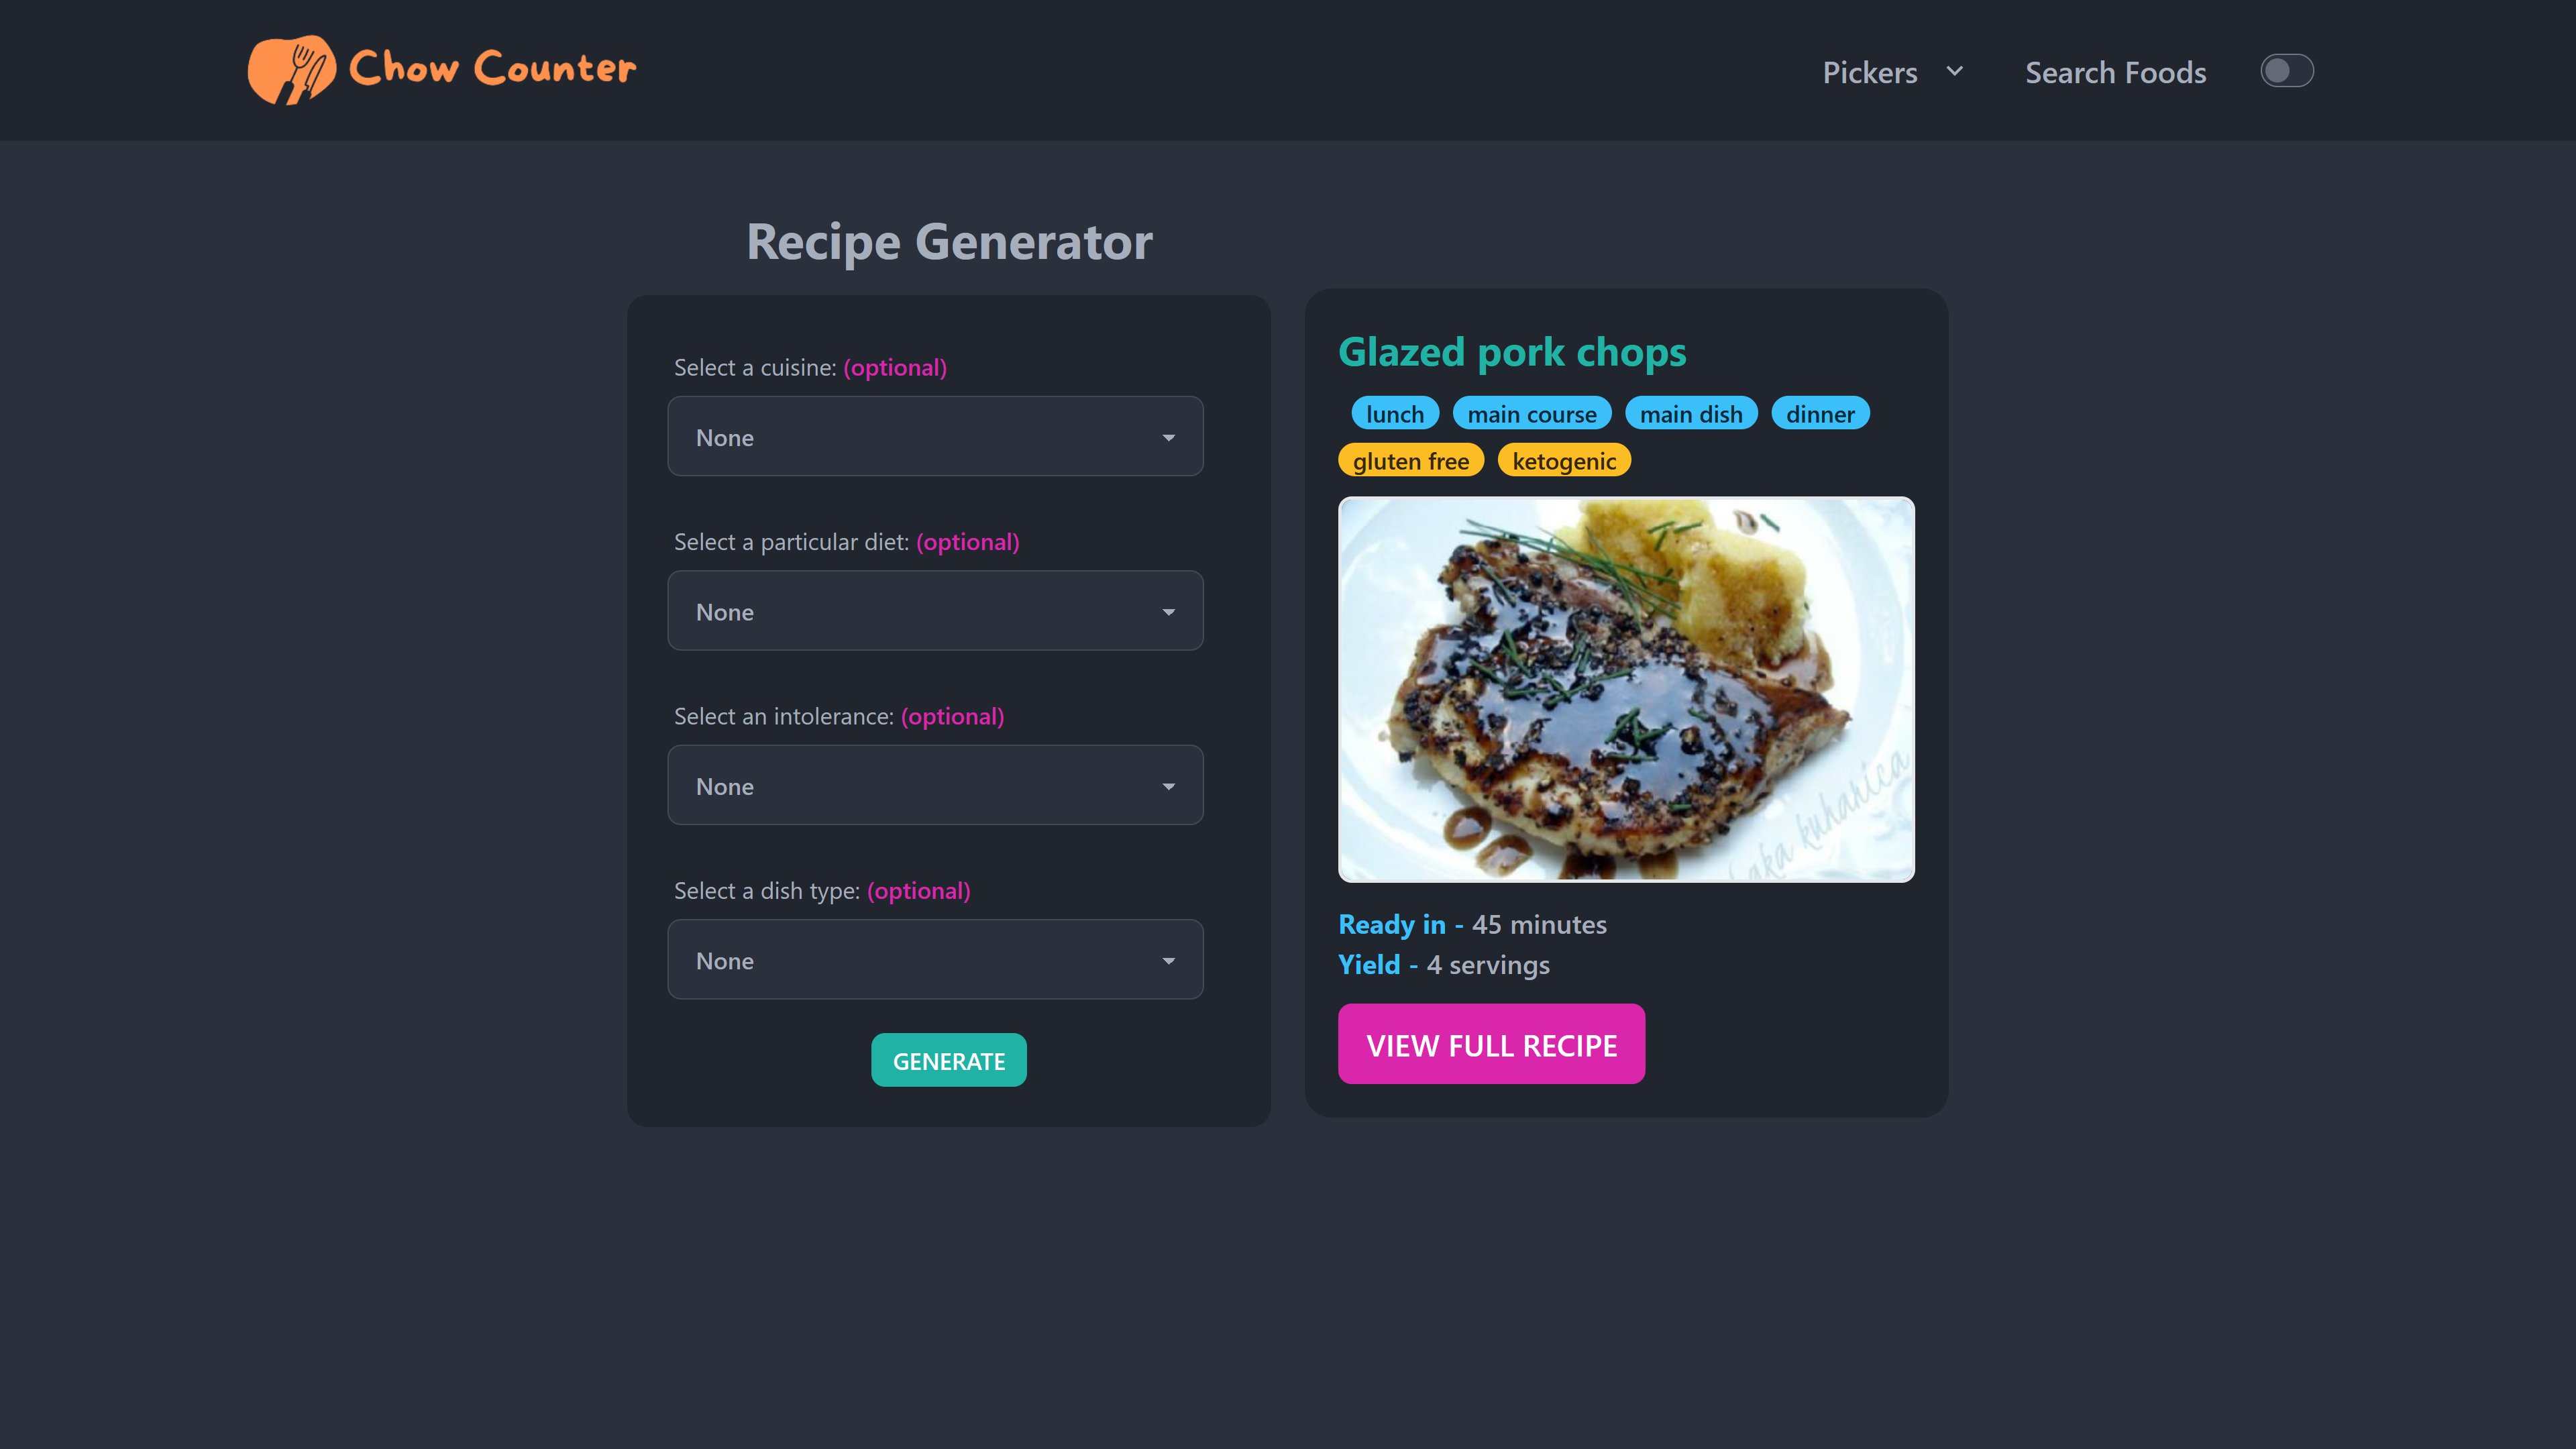 Chow Counter
Pickers
Search Foods
Recipe Generator
Select a cuisine: (optional)
None
Select a particular diet: (optional)
None
Select an intolerance: (optional)
None
Select a dish type: (optional)
None
GENERATE
Glazed pork chops
lunch main course main dish dinner
gluten free ketogenic
kuhanica
Ready in - 45 minutes
Yield - 4 servings
VIEW FULL RECIPE